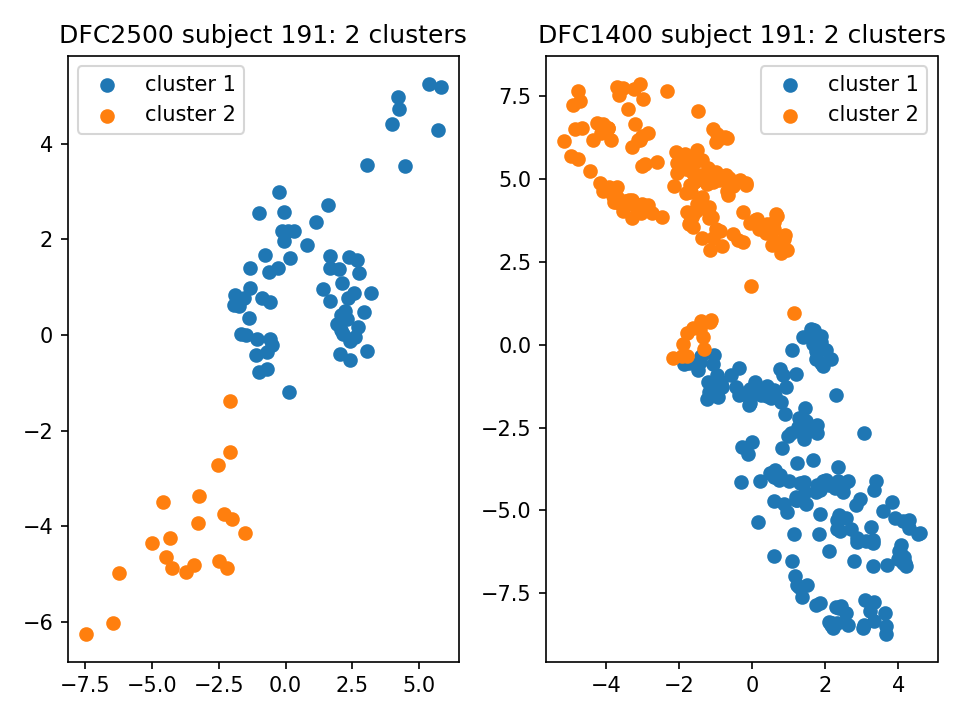 DFC2500 subject 191: 2 clusters
cluster 1
cluster 2
4
2
0
−2
−4
−6
−7.5 −5.0 −2.5 0.0 2.5 5.0
DFC1400 subject 191: 2 clusters
cluster 1
cluster 2
7.5
5.0
2.5
0.0
−2.5
−5.0
−7.5
−4 −2 0 2 4